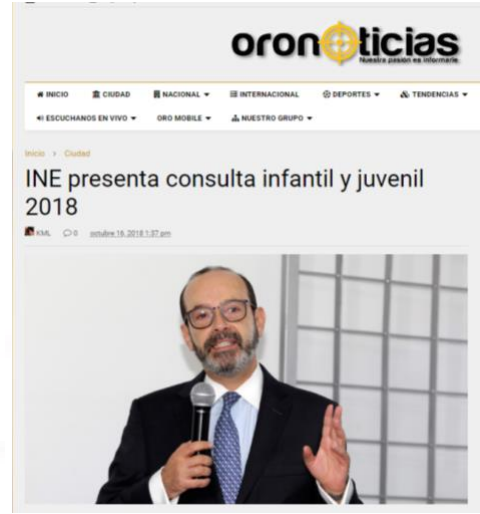 oronoticias
Nuestra pasión es informarle
INICIO CIUDAD NACIONAL INTERNACIONAL DEPORTES TENDENCIAS
ESCUCHANOS EN VIVO ORO MOBILE NUESTRO GRUPO
Inicio › Ciudad
INE presenta consulta infantil y juvenil
2018
KML 0 octubre 16, 2018 1:37 am